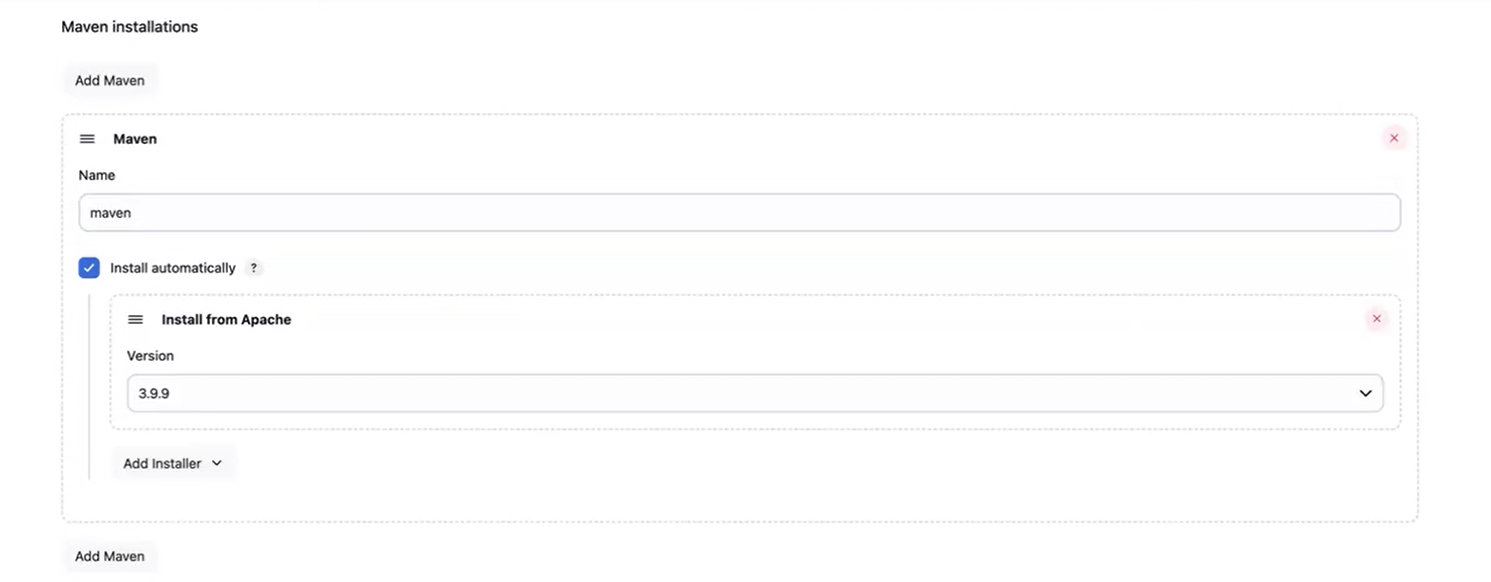 Maven installations
Add Maven
Maven
Name
maven
Install automatically ?
Install from Apache
Version
3.9.9
Add Installer
Add Maven